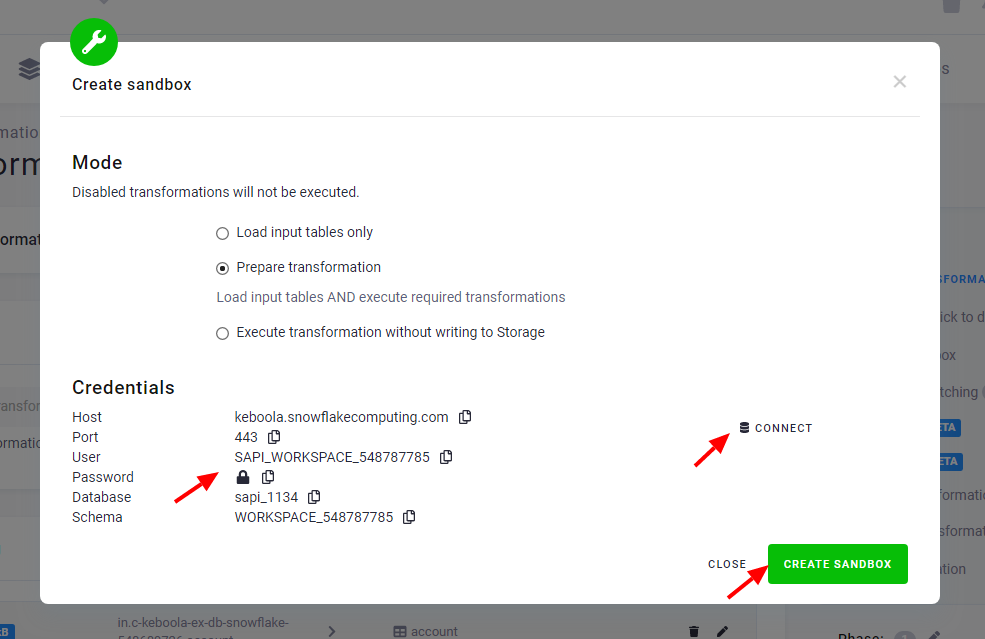 Create sandbox
Mode
Disabled transformations will not be executed.
Load input tables only
Prepare transformation
Load input tables AND execute required transformations
Execute transformation without writing to Storage
Credentials
Host keboola.snowflakecomputing.com
CONNECT
Port 443
User SAPI_WORKSPACE_548787785
Password
Database sapi_1134
Schema WORKSPACE_548787785
CLOSE CREATE SANDBOX
in.c-keboola-ex-db-snowflake-
account
Phase: